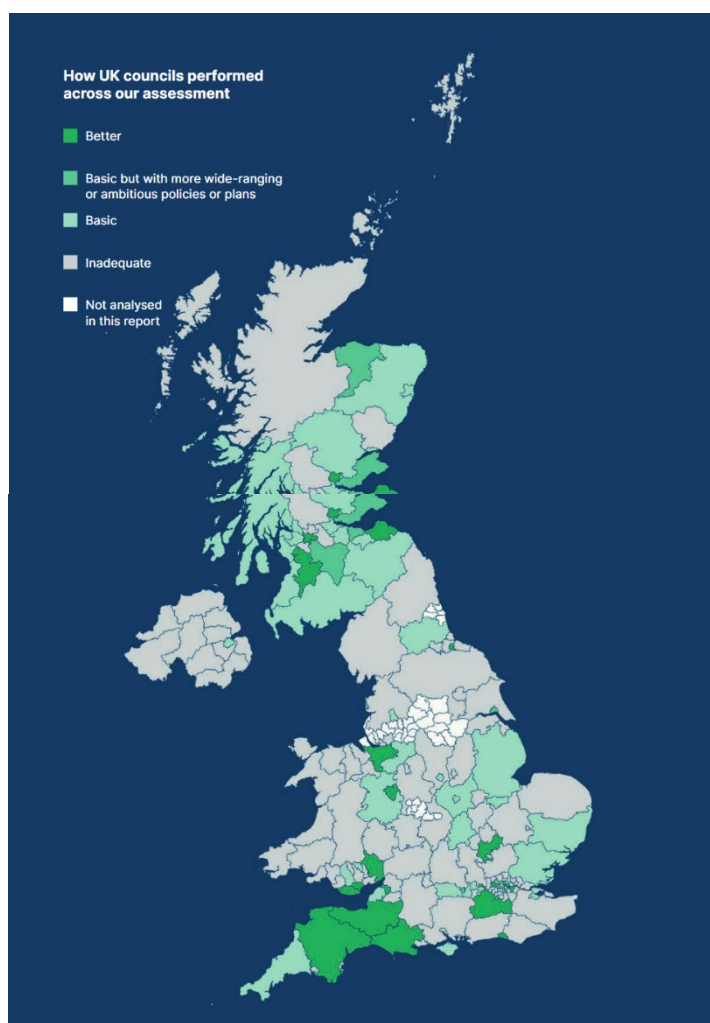 How UK councils performed
across our assessment
Better
Basic but with more wide-ranging
or ambitious policies or plans
Basic
Inadequate
Not analysed
in this report